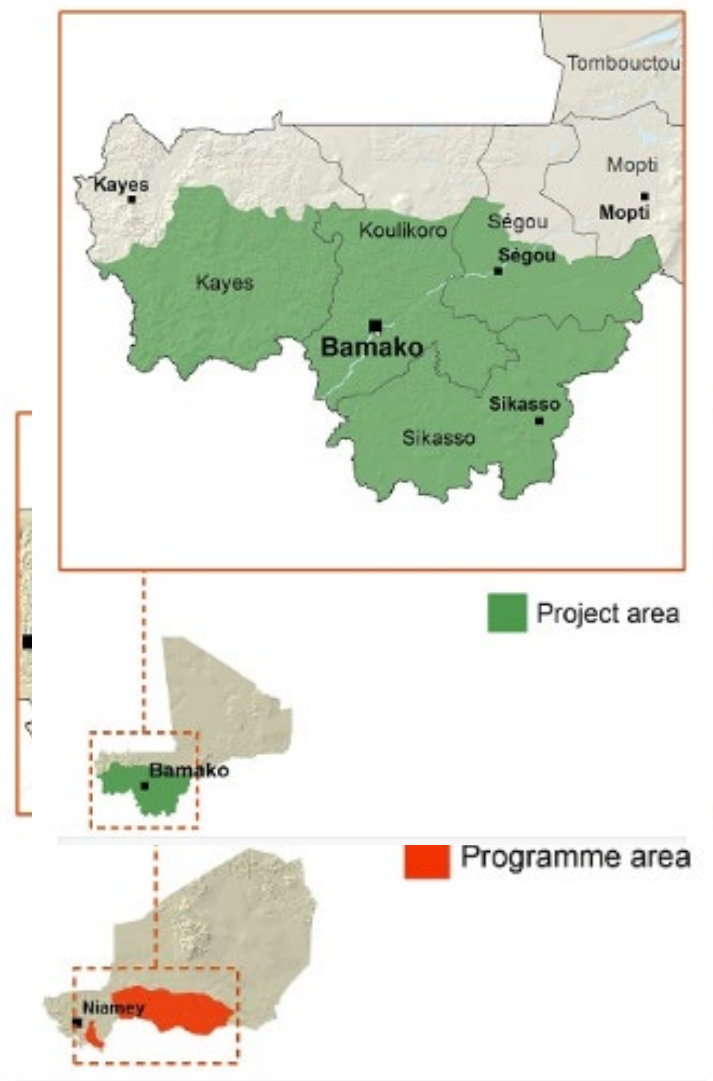 Tombouctou
Mopti
Kayes
Mopti
Ségou
Koulikoro
Ségou
Kayes
Bamako
Sikasso
Sikasso
Project area
Bamako
Programme area
Niamey